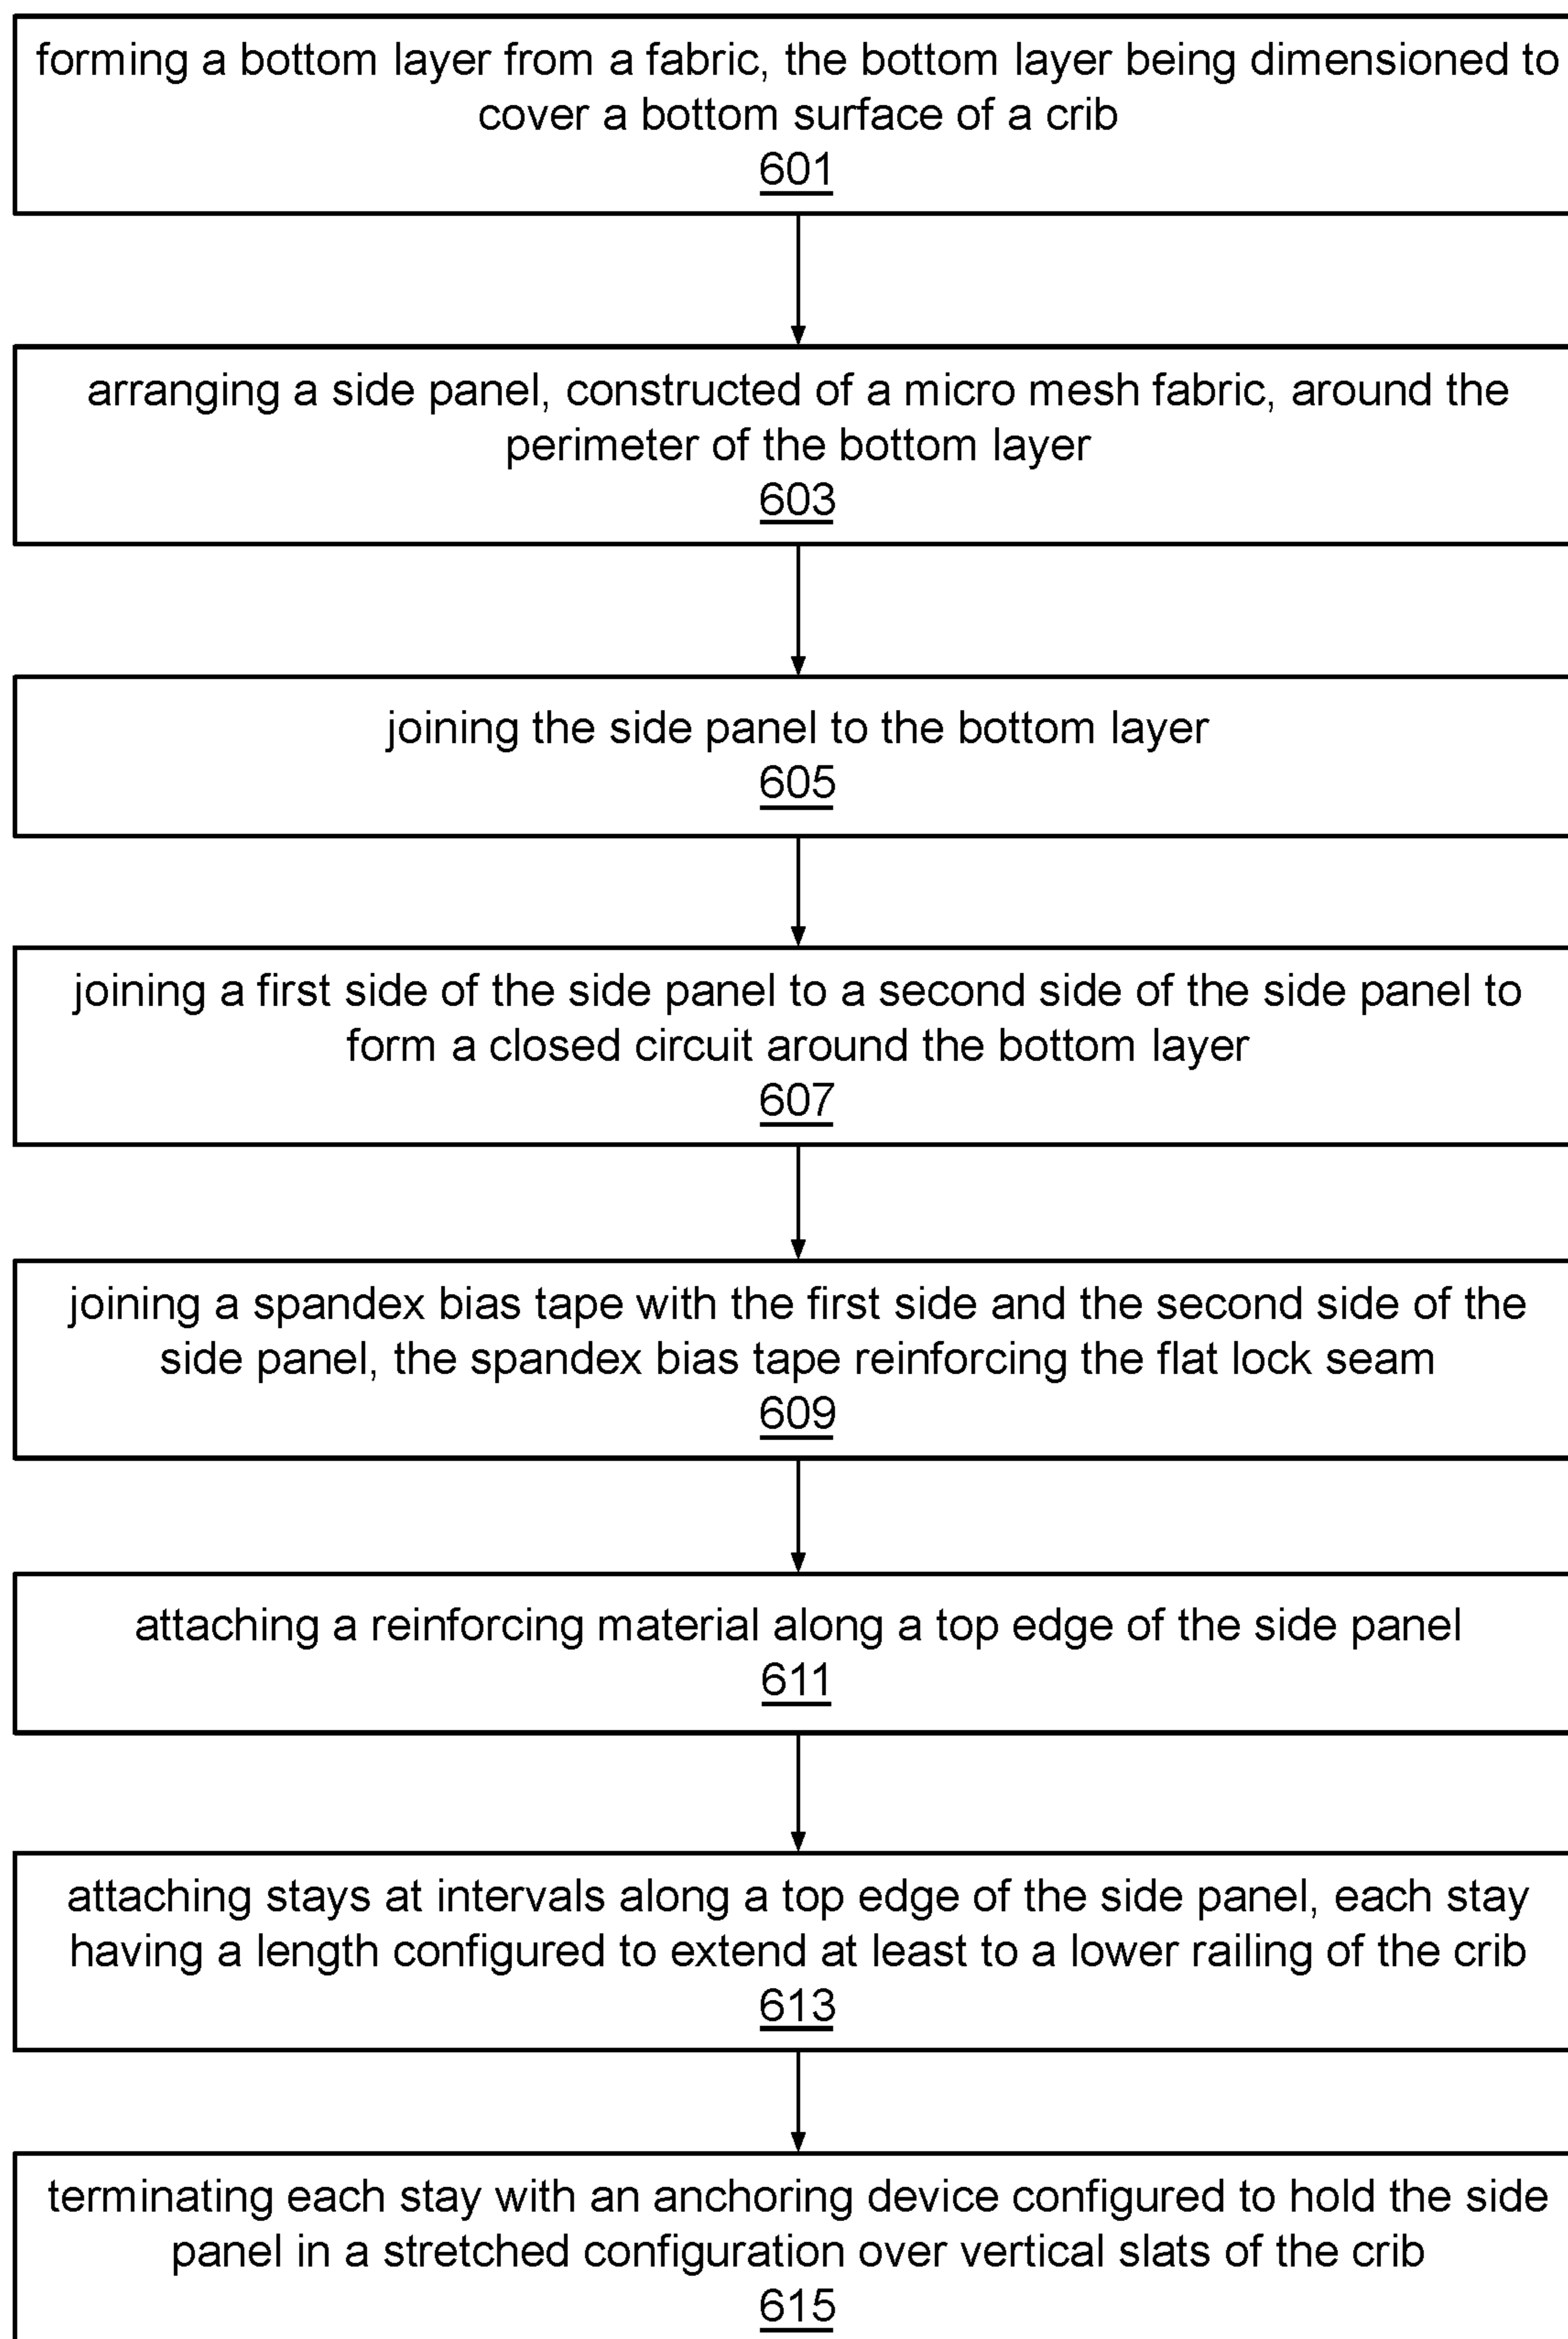 forming a bottom layer from a fabric, the bottom layer being dimensioned to
cover a bottom surface of a crib
601
arranging a side panel, constructed of a micro mesh fabric, around the
perimeter of the bottom layer
603
joining the side panel to the bottom layer
605
joining a first side of the side panel to a second side of the side panel to
form a closed circuit around the bottom layer
607
joining a spandex bias tape with the first side and the second side of the
side panel, the spandex bias tape reinforcing the flat lock seam
609
attaching a reinforcing material along a top edge of the side panel
611
attaching stays at intervals along a top edge of the side panel, each stay
having a length configured to extend at least to a lower railing of the crib
613
terminating each stay with an anchoring device configured to hold the side
panel in a stretched configuration over vertical slats of the crib
615